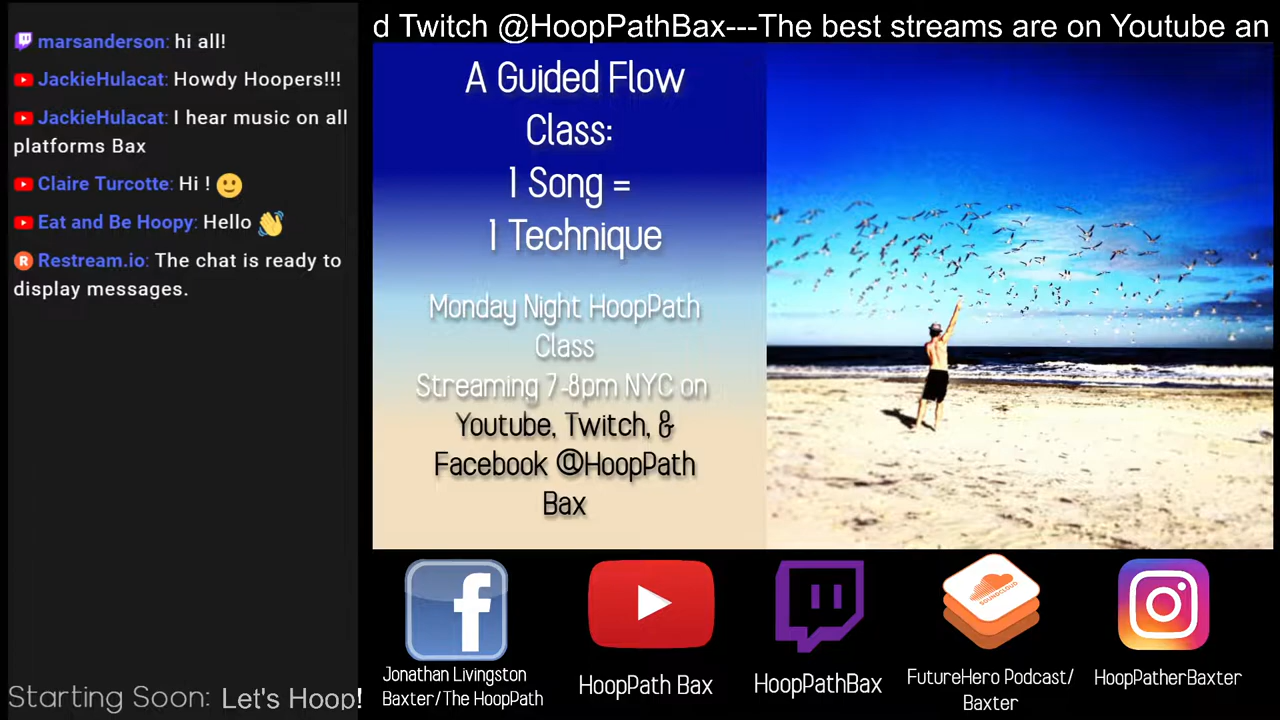 d Twitch @HoopPathBax---The best streams are on Youtube an
marsanderson: hi all!
JackieHulacat: Howdy Hoopers!!!
JackieHulacat: I hear music on all
platforms Bax
Claire Turcotte: Hi ! 🙂
Eat and Be Hoopy: Hello 👋
R Restream.io: The chat is ready to
display messages.
Starting Soon: Let's Hoop!
A Guided Flow
Class:
1 Song =
1 Technique
Monday Night HoopPath
Class
Streaming 7-8pm NYC on
Youtube, Twitch, &
Facebook @HoopPath
Bax
f
SOUNDCLOUD
Jonathan Livingston
Baxter/The HoopPath
HoopPath Bax
HoopPathBax
FutureHero Podcast/
Baxter
HoopPatherBaxter